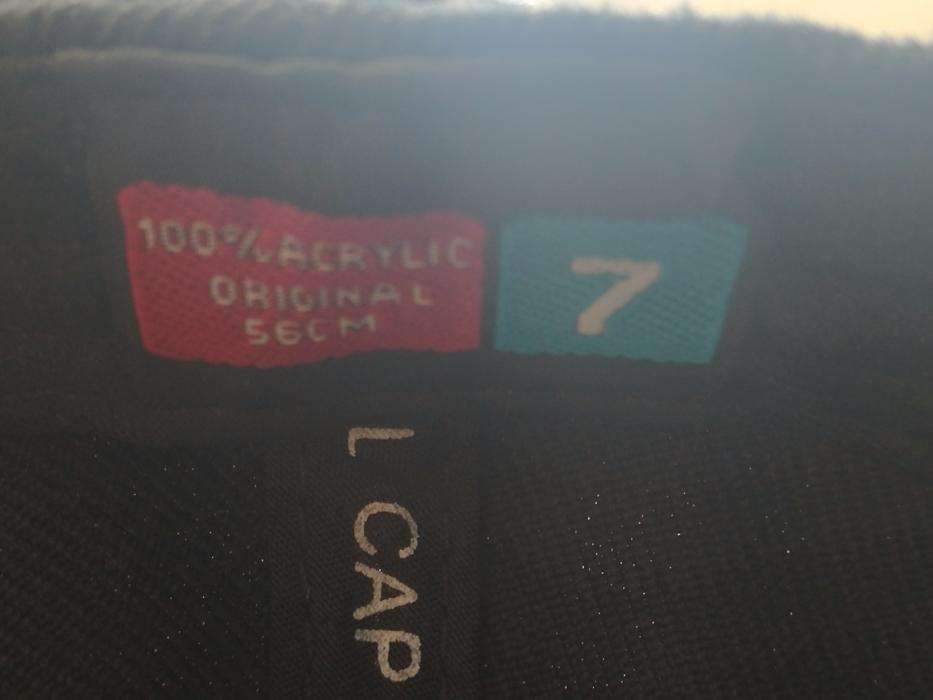 100% ACRYLIC
ORIGINAL
56CM
7
L CAP